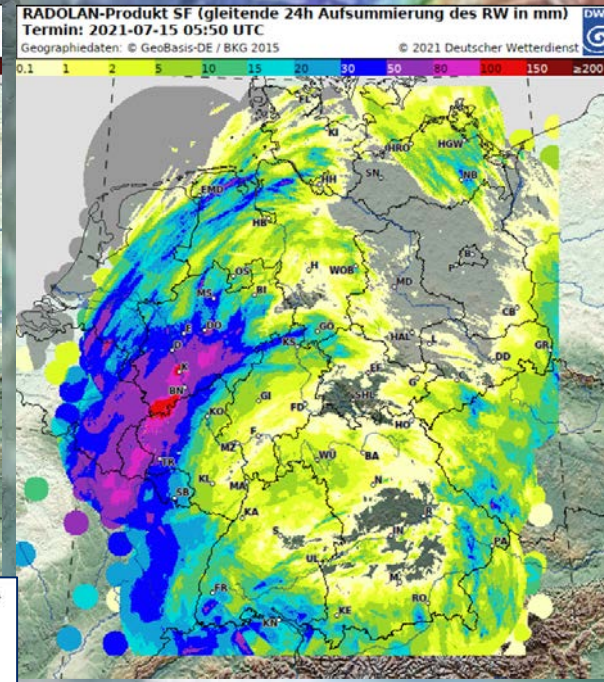 RADOLAN-Produkt SF (gleitende 24h Aufsummierung des RW in mm)
Termin: 2021-07-15 05:50 UTC
DWD
Geographiedaten: © GeoBasis-DE / BKG 2015 © 2021 Deutscher Wetterdienst
0.1 1 2 5 10 15 20 30 50 80 100 150 ≥200
FL
KI
HRO HGW
SN NB
EMD HH
HB
B
P
OS H WOB
MS BI MD
CB
E DO
D KS GÖ HAL L GR
K DD
BN EF G
GI SHL
KO FD HO
F
MZ
TR WÜ BA
KL MA N
SB
KA R
S IN
UL PA
M
FR RO
KN KE